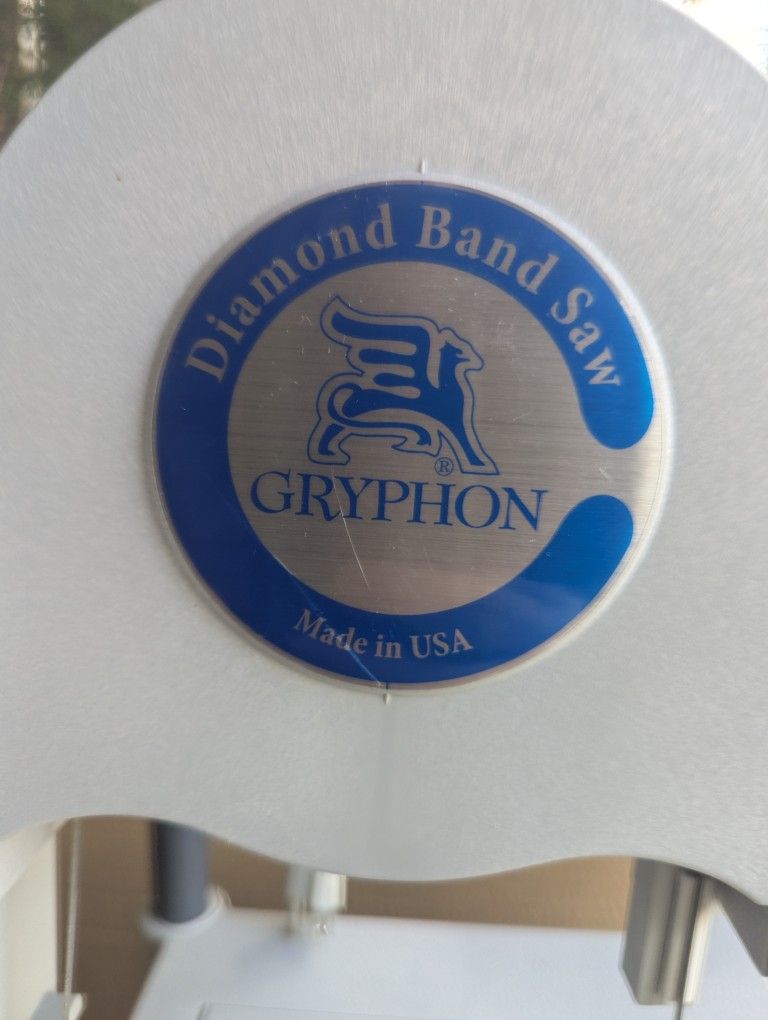 Diamond Band Saw
®
GRYPHON
Made in USA